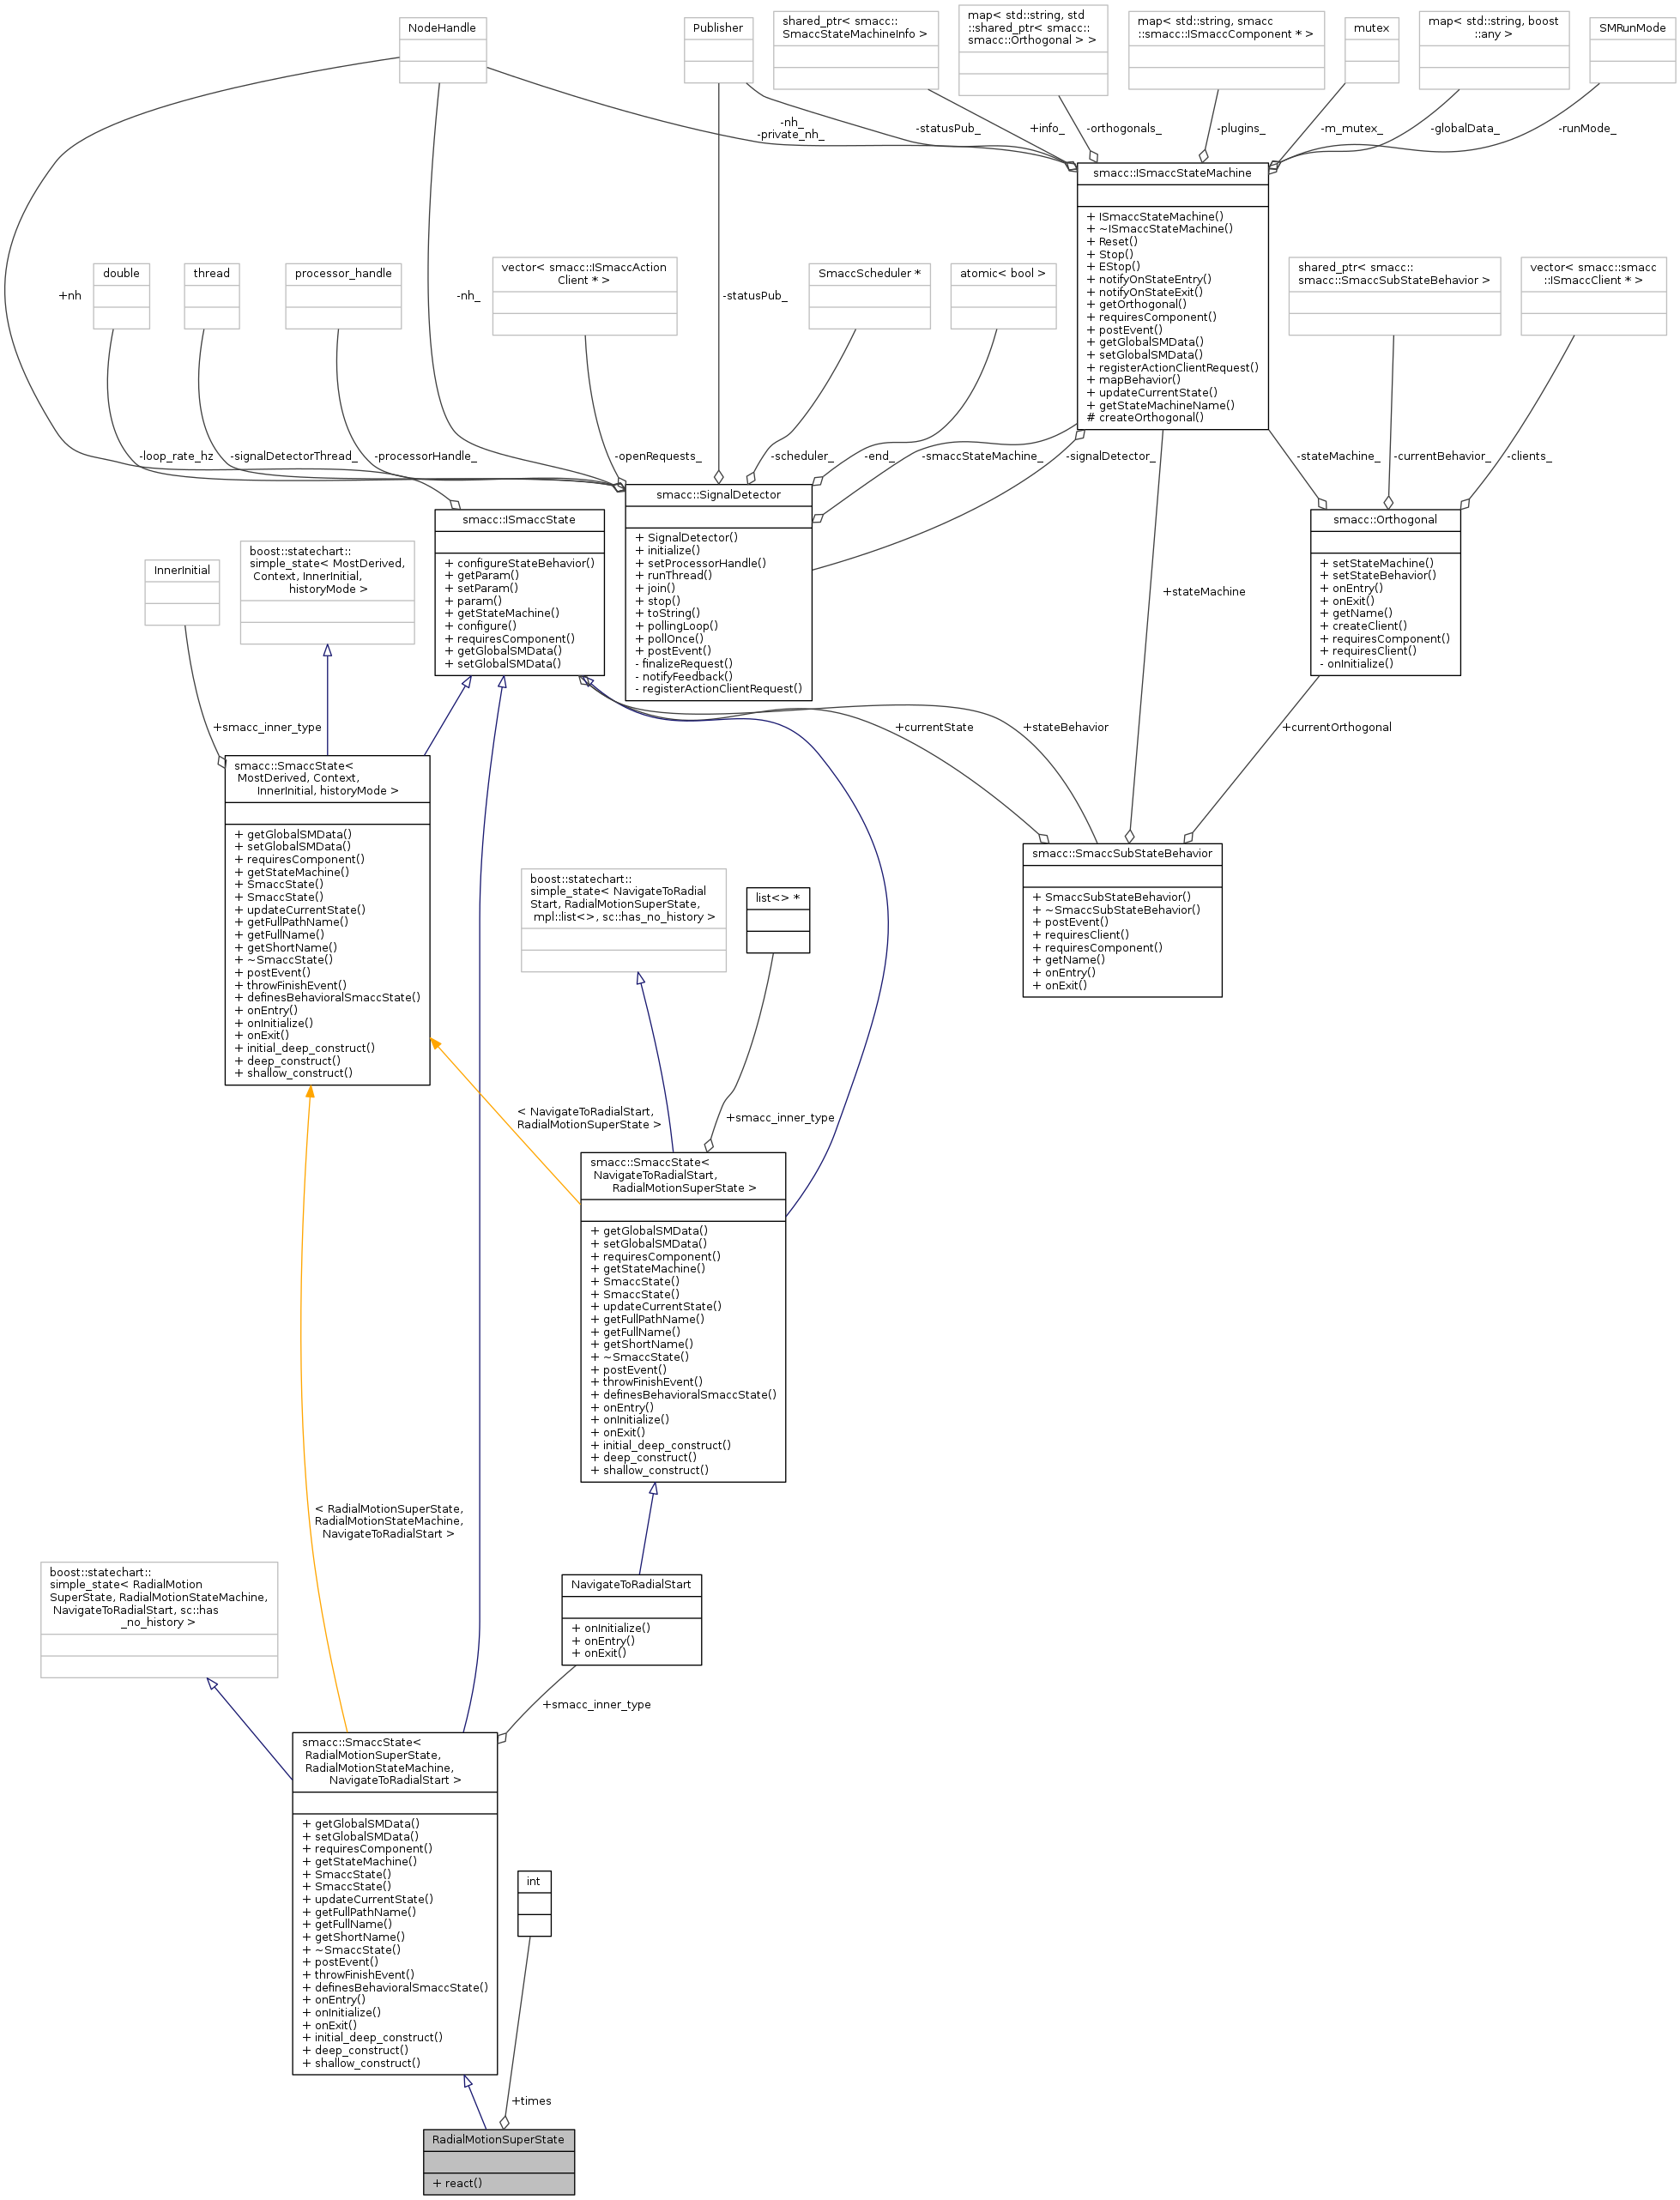 NodeHandle
Publisher
shared_ptr< smacc::
SmaccStateMachineInfo >
map< std::string, std
::shared_ptr< smacc::
smacc::Orthogonal > >
map< std::string, smacc
::smacc::ISmaccComponent * >
mutex
map< std::string, boost
::any >
SMRunMode
-nh_
-private_nh_
-statusPub_
+info_
-orthogonals_
-plugins_
-m_mutex_
-globalData_
-runMode_
smacc::ISmaccStateMachine
+ ISmaccStateMachine()
+ ~ISmaccStateMachine()
+ Reset()
+ Stop()
+ EStop()
+ notifyOnStateEntry()
+ notifyOnStateExit()
+ getOrthogonal()
+ requiresComponent()
+ postEvent()
+ getGlobalSMData()
+ setGlobalSMData()
+ registerActionClientRequest()
+ mapBehavior()
+ updateCurrentState()
+ getStateMachineName()
# createOrthogonal()
double
thread
processor_handle
vector< smacc::ISmaccAction
Client * >
SmaccScheduler *
atomic< bool >
shared_ptr< smacc::
smacc::SmaccSubStateBehavior >
vector< smacc::smacc
::ISmaccClient * >
+nh
-nh_
-statusPub_
-loop_rate_hz
-signalDetectorThread_
-processorHandle_
-openRequests_
-scheduler_
-end_
-smaccStateMachine_
-signalDetector_
-stateMachine_
-currentBehavior_
-clients_
smacc::SignalDetector
+ SignalDetector()
+ initialize()
+ setProcessorHandle()
+ runThread()
+ join()
+ stop()
+ toString()
+ pollingLoop()
+ pollOnce()
+ postEvent()
- finalizeRequest()
- notifyFeedback()
- registerActionClientRequest()
smacc::ISmaccState
+ configureStateBehavior()
+ getParam()
+ setParam()
+ param()
+ getStateMachine()
+ configure()
+ requiresComponent()
+ getGlobalSMData()
+ setGlobalSMData()
smacc::Orthogonal
+ setStateMachine()
+ setStateBehavior()
+ onEntry()
+ onExit()
+ getName()
+ createClient()
+ requiresComponent()
+ requiresClient()
- onInitialize()
InnerInitial
boost::statechart::
simple_state< MostDerived,
Context, InnerInitial,
historyMode >
+stateMachine
+smacc_inner_type
+currentState
+stateBehavior
+currentOrthogonal
smacc::SmaccState<
MostDerived, Context,
InnerInitial, historyMode >
+ getGlobalSMData()
+ setGlobalSMData()
+ requiresComponent()
+ getStateMachine()
+ SmaccState()
+ SmaccState()
+ updateCurrentState()
+ getFullPathName()
+ getFullName()
+ getShortName()
+ ~SmaccState()
+ postEvent()
+ throwFinishEvent()
+ definesBehavioralSmaccState()
+ onEntry()
+ onInitialize()
+ onExit()
+ initial_deep_construct()
+ deep_construct()
+ shallow_construct()
smacc::SmaccSubStateBehavior
+ SmaccSubStateBehavior()
+ ~SmaccSubStateBehavior()
+ postEvent()
+ requiresClient()
+ requiresComponent()
+ getName()
+ onEntry()
+ onExit()
boost::statechart::
simple_state< NavigateToRadial
Start, RadialMotionSuperState,
mpl::list<>, sc::has_no_history >
list<> *
< NavigateToRadialStart,
RadialMotionSuperState >
+smacc_inner_type
smacc::SmaccState<
NavigateToRadialStart,
RadialMotionSuperState >
+ getGlobalSMData()
+ setGlobalSMData()
+ requiresComponent()
+ getStateMachine()
+ SmaccState()
+ SmaccState()
+ updateCurrentState()
+ getFullPathName()
+ getFullName()
+ getShortName()
+ ~SmaccState()
+ postEvent()
+ throwFinishEvent()
+ definesBehavioralSmaccState()
+ onEntry()
+ onInitialize()
+ onExit()
+ initial_deep_construct()
+ deep_construct()
+ shallow_construct()
< RadialMotionSuperState,
RadialMotionStateMachine,
NavigateToRadialStart >
boost::statechart::
simple_state< RadialMotion
SuperState, RadialMotionStateMachine,
NavigateToRadialStart, sc::has
_no_history >
NavigateToRadialStart
+ onInitialize()
+ onEntry()
+ onExit()
+smacc_inner_type
smacc::SmaccState<
RadialMotionSuperState,
RadialMotionStateMachine,
NavigateToRadialStart >
+ getGlobalSMData()
+ setGlobalSMData()
+ requiresComponent()
+ getStateMachine()
+ SmaccState()
+ SmaccState()
+ updateCurrentState()
+ getFullPathName()
+ getFullName()
+ getShortName()
+ ~SmaccState()
+ postEvent()
+ throwFinishEvent()
+ definesBehavioralSmaccState()
+ onEntry()
+ onInitialize()
+ onExit()
+ initial_deep_construct()
+ deep_construct()
+ shallow_construct()
int
+times
RadialMotionSuperState
+ react()